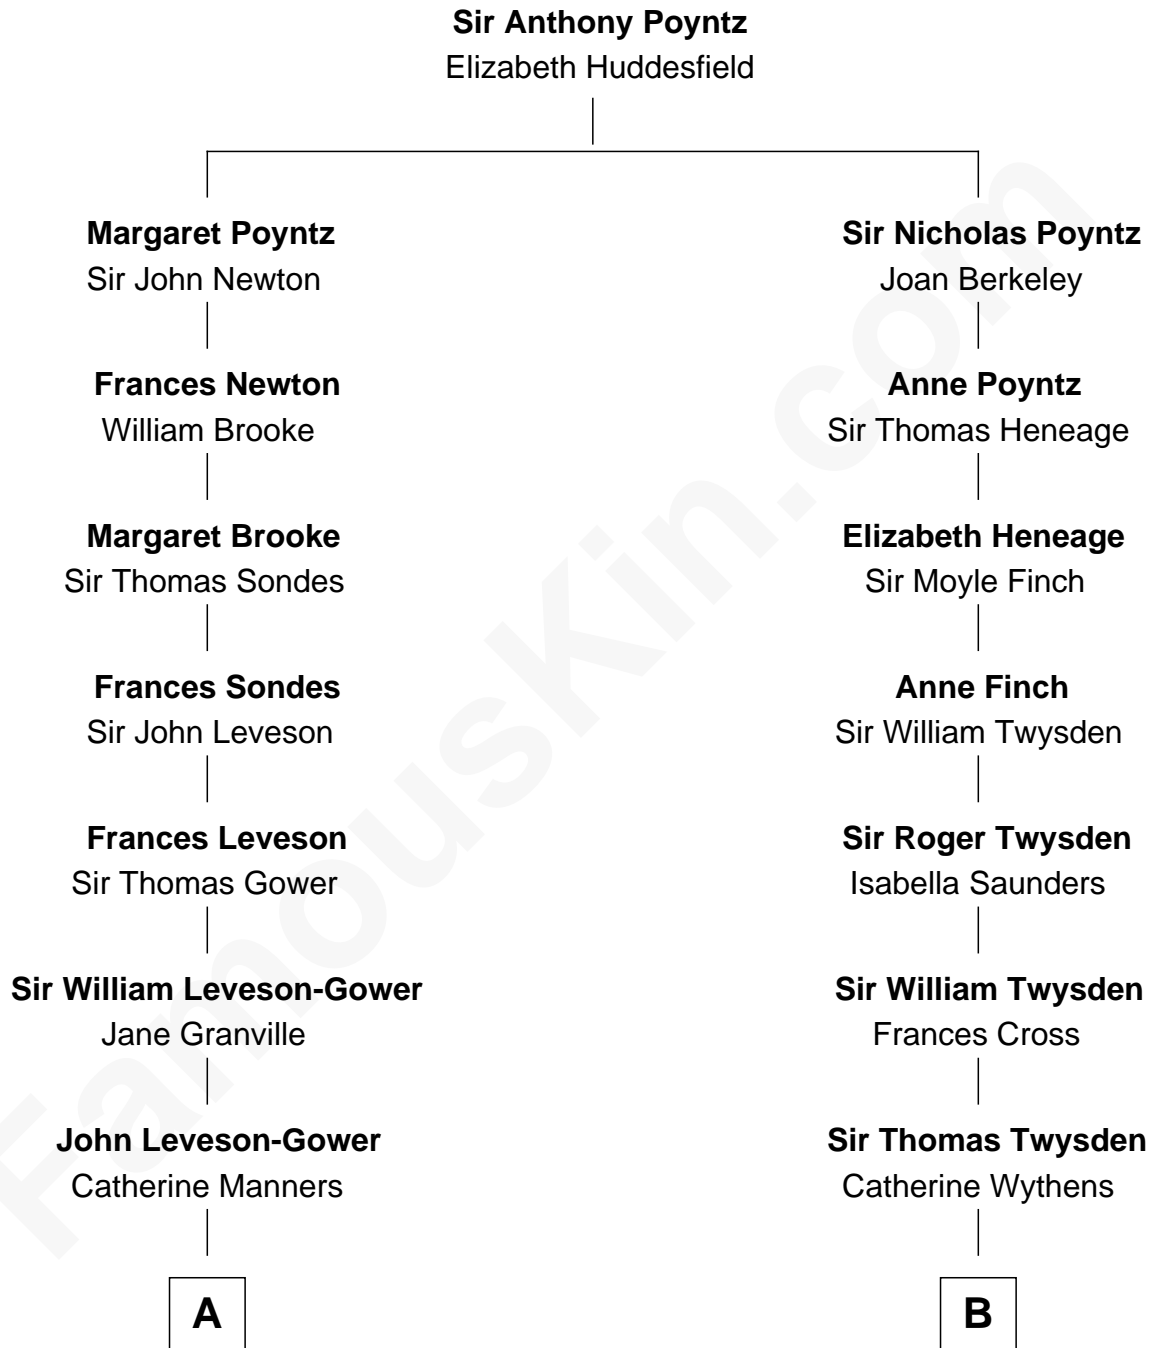 Sir Anthony Poyntz
Elizabeth Huddesfield
Margaret Poyntz
Sir John Newton
Sir Nicholas Poyntz
Joan Berkeley
Frances Newton
William Brooke
Anne Poyntz
Sir Thomas Heneage
Margaret Brooke
Sir Thomas Sondes
Elizabeth Heneage
Sir Moyle Finch
Frances Sondes
Sir John Leveson
Anne Finch
Sir William Twysden
Frances Leveson
Sir Thomas Gower
Sir Roger Twysden
Isabella Saunders
Sir William Leveson-Gower
Jane Granville
Sir William Twysden
Frances Cross
John Leveson-Gower
Catherine Manners
Sir Thomas Twysden
Catherine Wythens
A
B
FamousKin.com